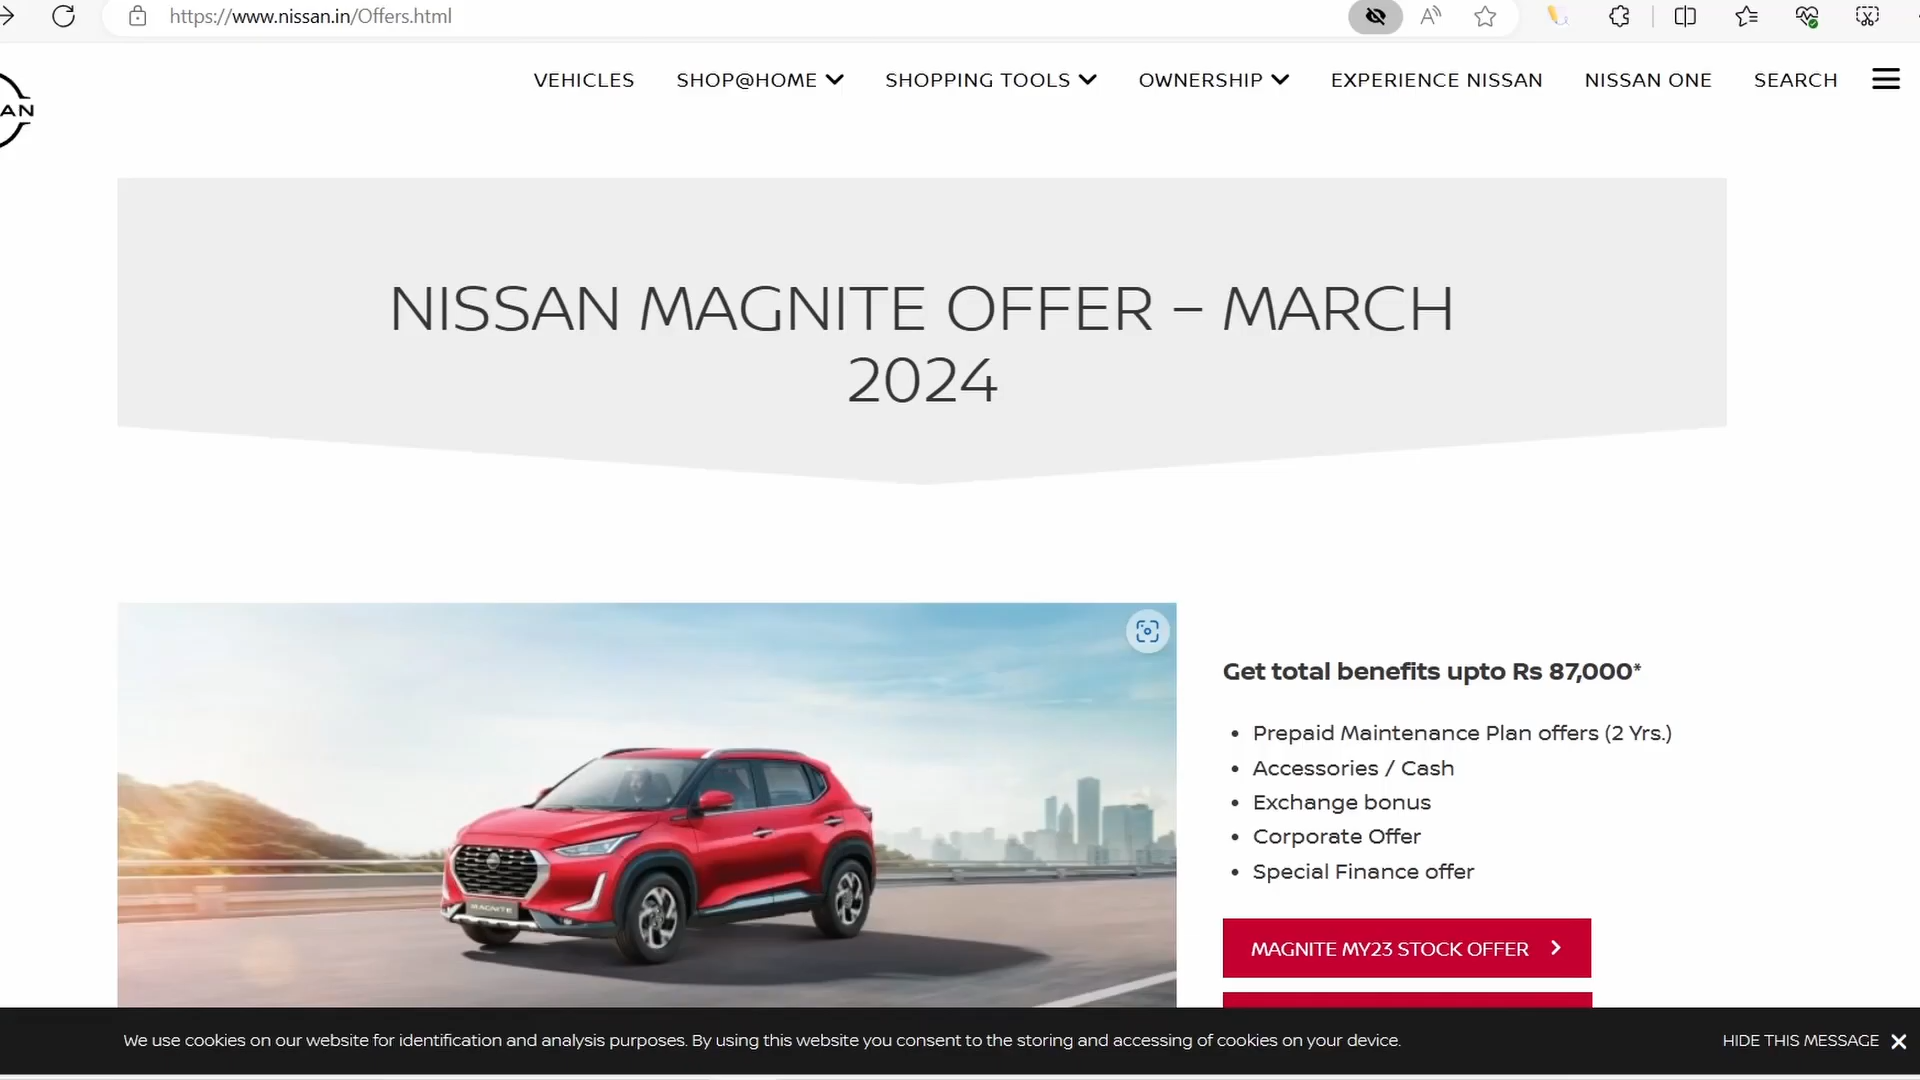 https://www.nissan.in/Offers.html
AN
VEHICLES SHOP@HOME SHOPPING TOOLS OWNERSHIP EXPERIENCE NISSAN NISSAN ONE SEARCH
NISSAN MAGNITE OFFER – MARCH
2024
Get total benefits upto Rs 87,000*
• Prepaid Maintenance Plan offers (2 Yrs.)
• Accessories / Cash
• Exchange bonus
• Corporate Offer
• Special Finance offer
MAGNITE
MAGNITE MY23 STOCK OFFER
We use cookies on our website for identification and analysis purposes. By using this website you consent to the storing and accessing of cookies on your device.
HIDE THIS MESSAGE